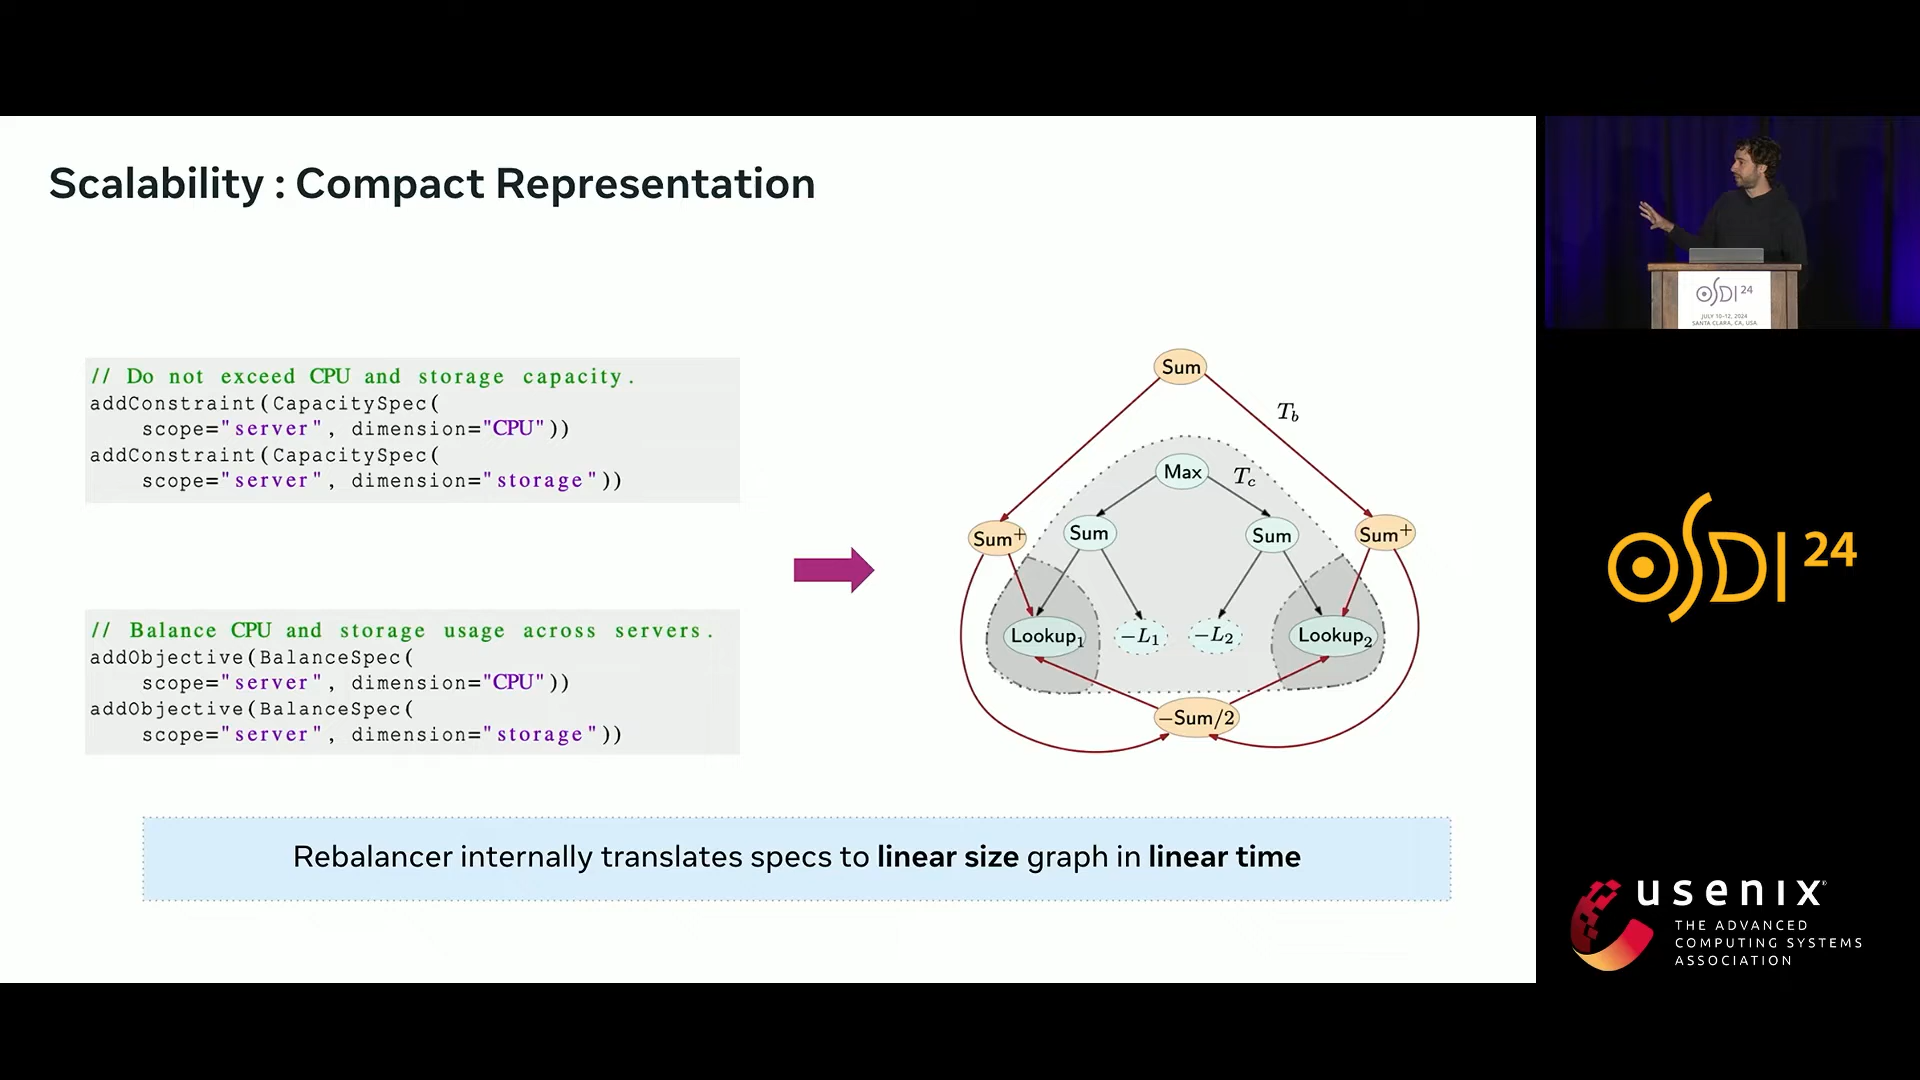 Scalability : Compact Representation
// Do not exceed CPU and storage capacity.
addConstraint(CapacitySpec(
scope="server", dimension="CPU"))
addConstraint(CapacitySpec(
scope="server", dimension="storage"))
// Balance CPU and storage usage across servers.
addObjective(BalanceSpec(
scope="server", dimension="CPU"))
addObjective(BalanceSpec(
scope="server", dimension="storage"))
Sum
T_b
Max
T_c
Sum⁺
Sum
Sum
Sum⁺
Lookup₁
−L₁
−L₂
Lookup₂
−Sum/2
Rebalancer internally translates specs to linear size graph in linear time
OSDI 24
JULY 10-12, 2024
SANTA CLARA, CA, USA
OSDI 24
usenix®
THE ADVANCED
COMPUTING SYSTEMS
ASSOCIATION